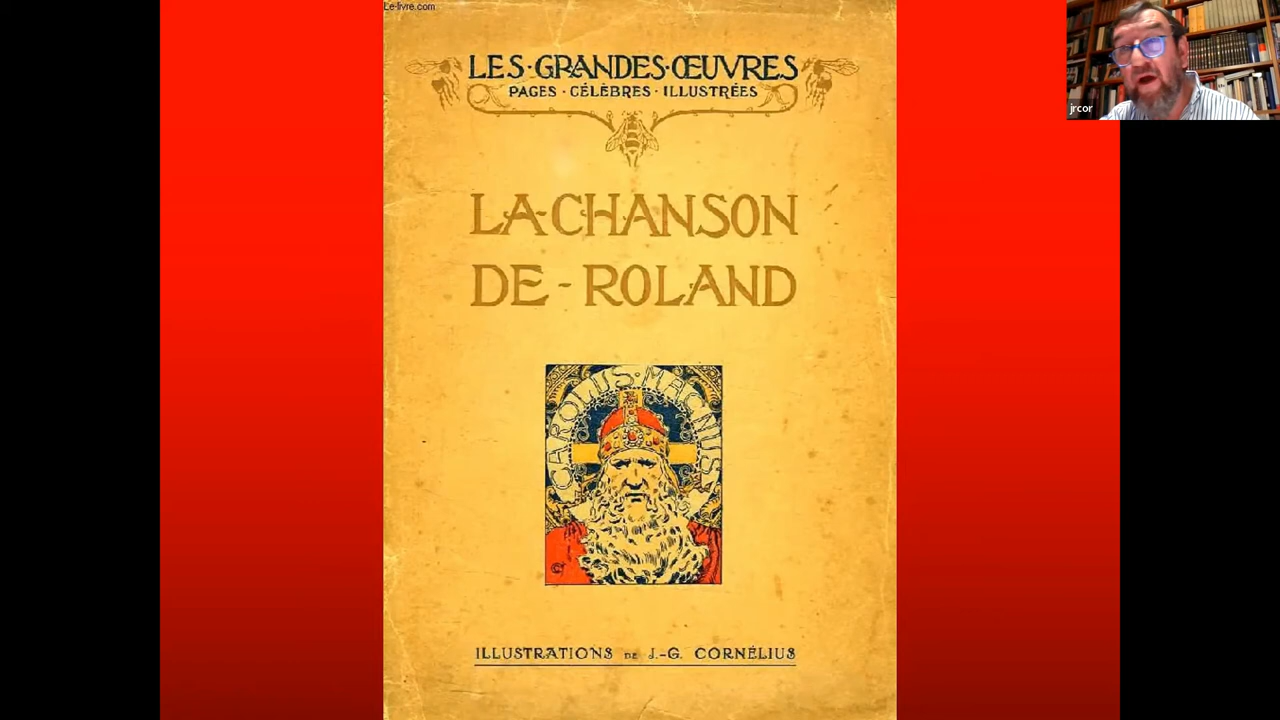 Le-livre.com
LES·GRANDES·ŒUVRES
PAGES · CÉLÈBRES · ILLUSTRÉES
LA·CHANSON
DE-ROLAND
CAROLUS·MAGNUS
ILLUSTRATIONS DE J.-G. CORNÉLIUS
jrcor